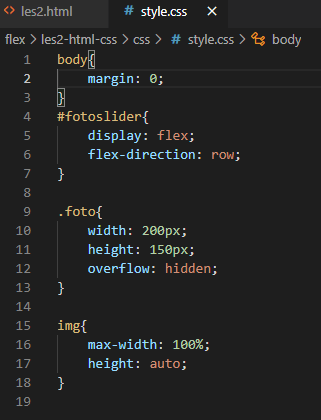 <> les2.html # style.css ×
flex > les2-html-css > css > # style.css > body
1 body{
2 margin: 0;
3 }
4 #fotoslider{
5 display: flex;
6 flex-direction: row;
7 }
8
9 .foto{
10 width: 200px;
11 height: 150px;
12 overflow: hidden;
13 }
14
15 img{
16 max-width: 100%;
17 height: auto;
18 }
19